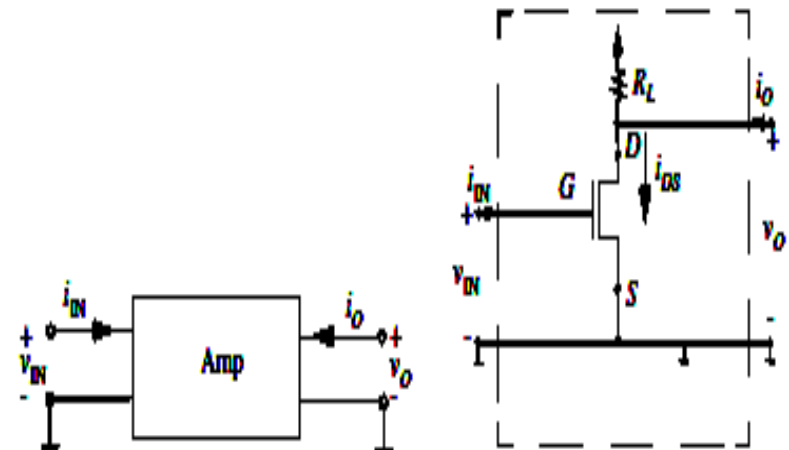 i_IN
+
v_IN
-
Amp
i_O
+
v_O
-
R_L
i_O
+
D
i_DS
G
i_IN
+
v_IN
-
S
v_O
-